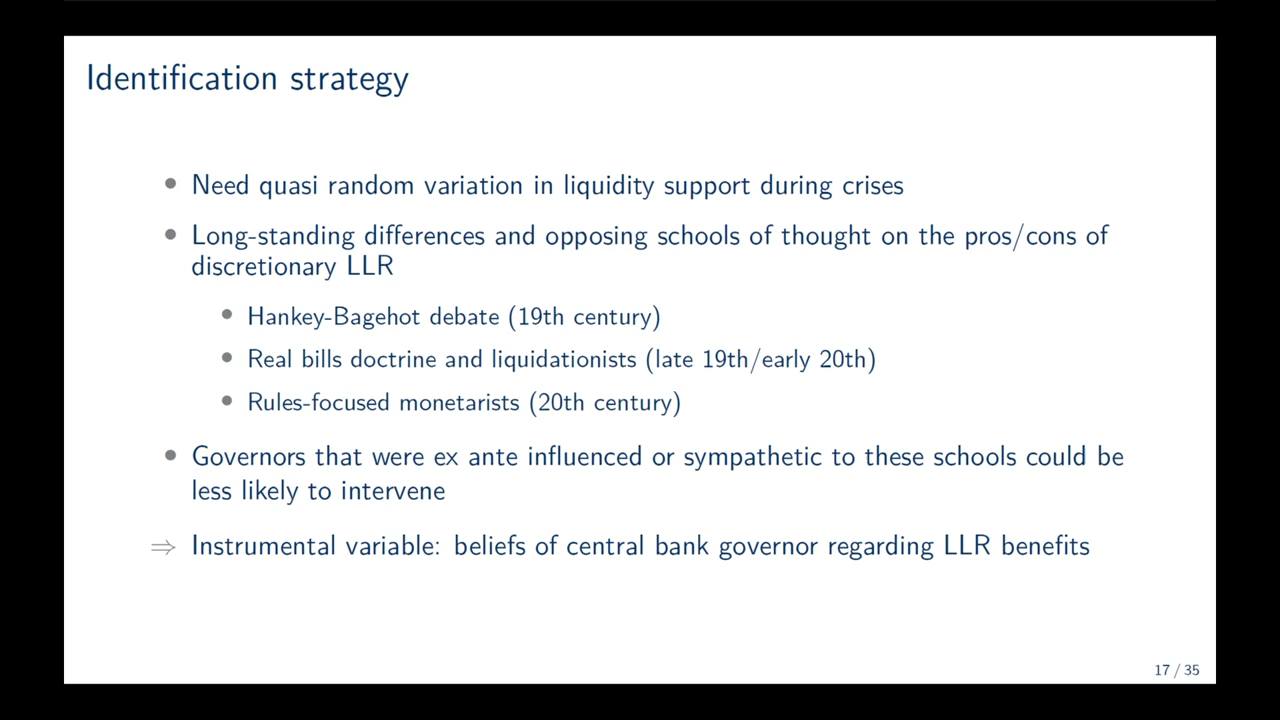 Identification strategy
• Need quasi random variation in liquidity support during crises
• Long-standing differences and opposing schools of thought on the pros/cons of
discretionary LLR
• Hankey-Bagehot debate (19th century)
• Real bills doctrine and liquidationists (late 19th/early 20th)
• Rules-focused monetarists (20th century)
• Governors that were ex ante influenced or sympathetic to these schools could be
less likely to intervene
⇒ Instrumental variable: beliefs of central bank governor regarding LLR benefits
17 / 35